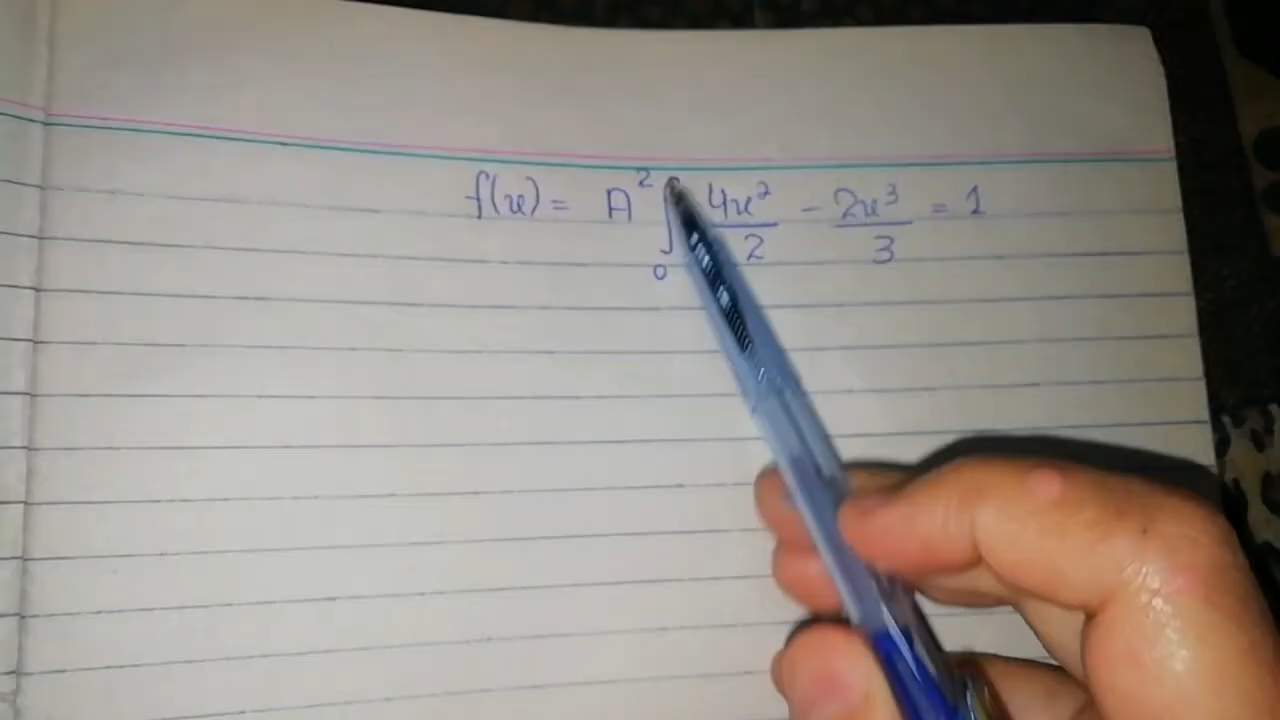 f(x) = A² ∫₀ 4x²/2 - 2x³/3 = 1